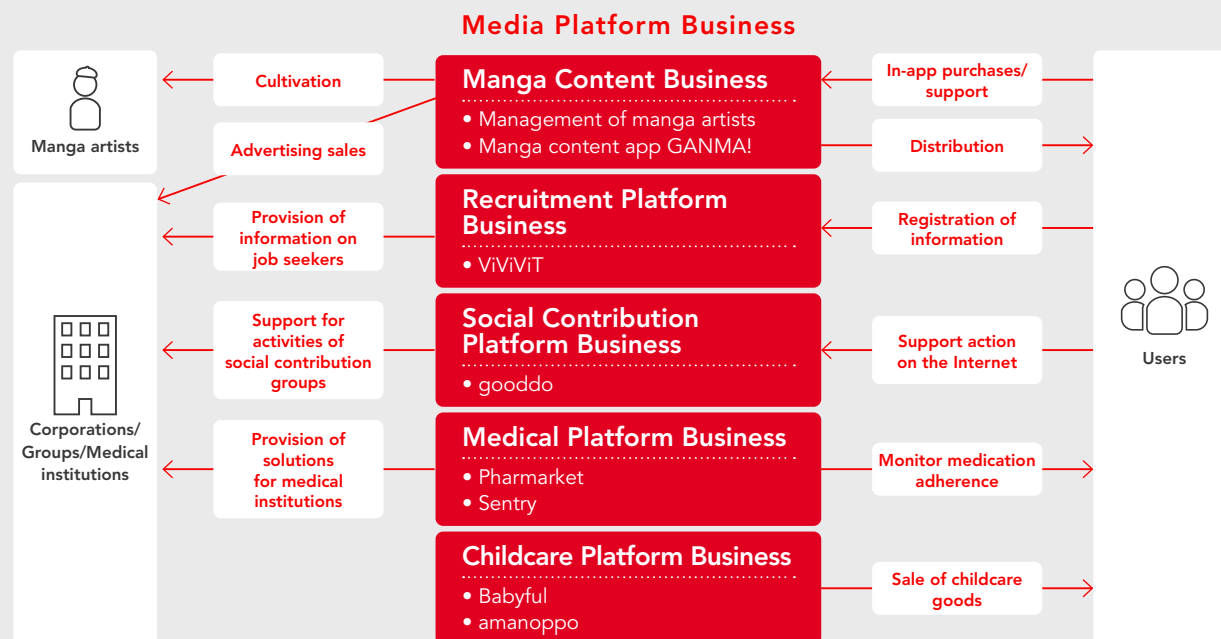 Media Platform Business
Manga artists
Corporations/
Groups/Medical
institutions
Cultivation
Advertising sales
Provision of
information on
job seekers
Support for
activities of
social contribution
groups
Provision of
solutions
for medical
institutions
Manga Content Business
• Management of manga artists
• Manga content app GANMA!
Recruitment Platform
Business
• ViViViT
Social Contribution
Platform Business
• gooddo
Medical Platform Business
• Pharmarket
• Sentry
Childcare Platform Business
• Babyful
• amanoppo
In-app purchases/
support
Distribution
Registration of
information
Support action
on the Internet
Monitor medication
adherence
Sale of childcare
goods
Users